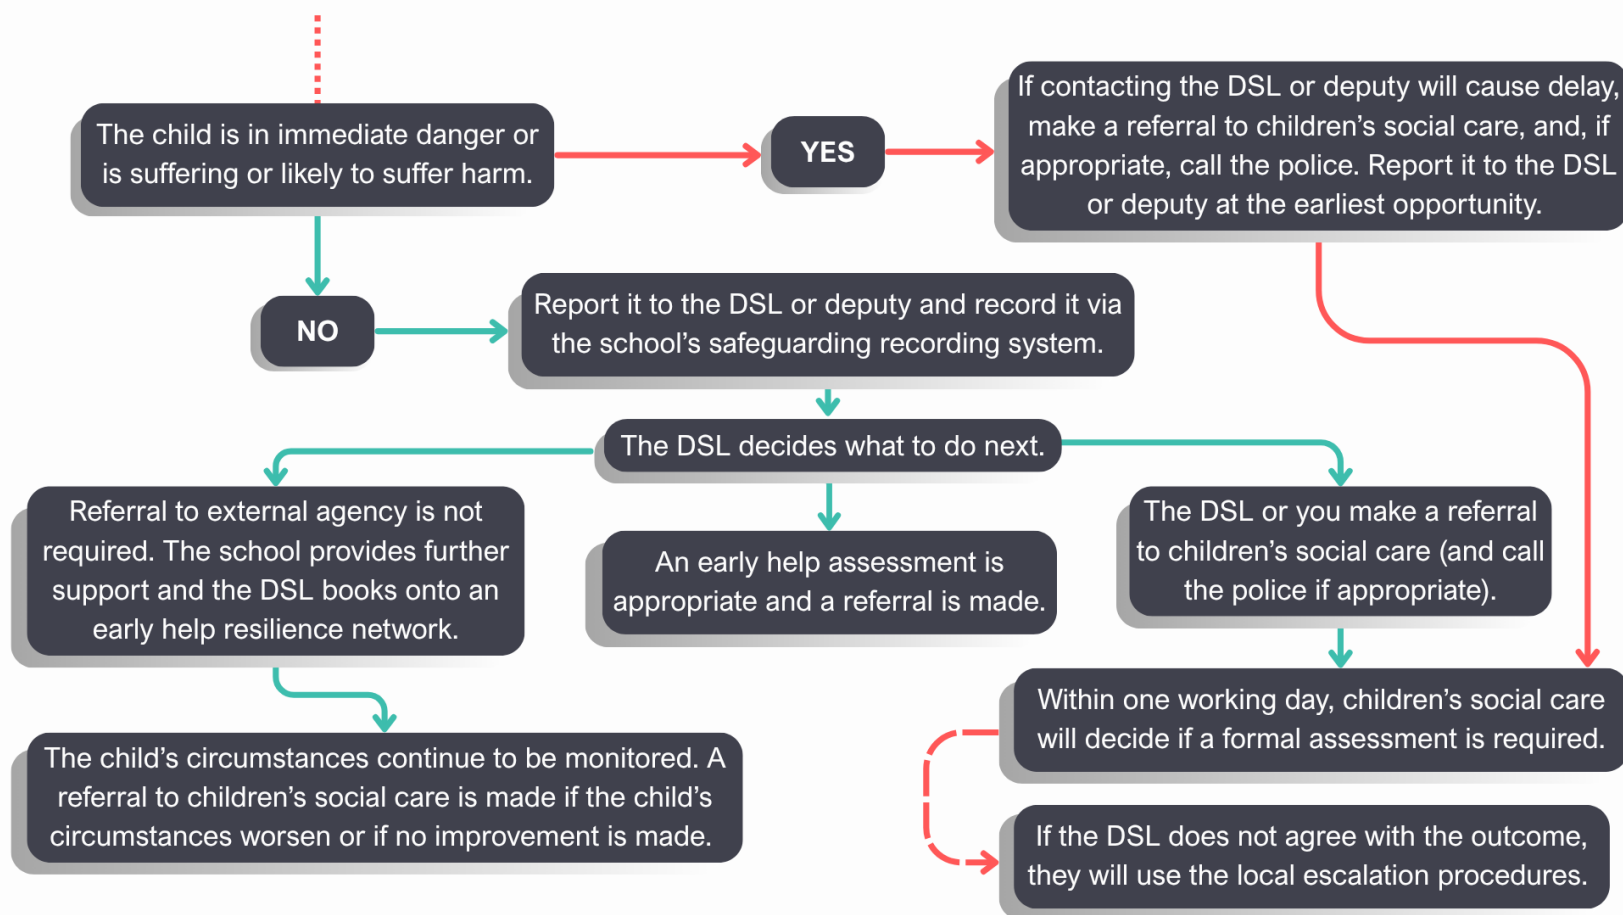 The child is in immediate danger or
is suffering or likely to suffer harm.
YES
If contacting the DSL or deputy will cause delay,
make a referral to children’s social care, and, if
appropriate, call the police. Report it to the DSL
or deputy at the earliest opportunity.
NO
Report it to the DSL or deputy and record it via
the school’s safeguarding recording system.
The DSL decides what to do next.
Referral to external agency is not
required. The school provides further
support and the DSL books onto an
early help resilience network.
An early help assessment is
appropriate and a referral is made.
The DSL or you make a referral
to children’s social care (and call
the police if appropriate).
The child’s circumstances continue to be monitored. A
referral to children’s social care is made if the child’s
circumstances worsen or if no improvement is made.
Within one working day, children’s social care
will decide if a formal assessment is required.
If the DSL does not agree with the outcome,
they will use the local escalation procedures.